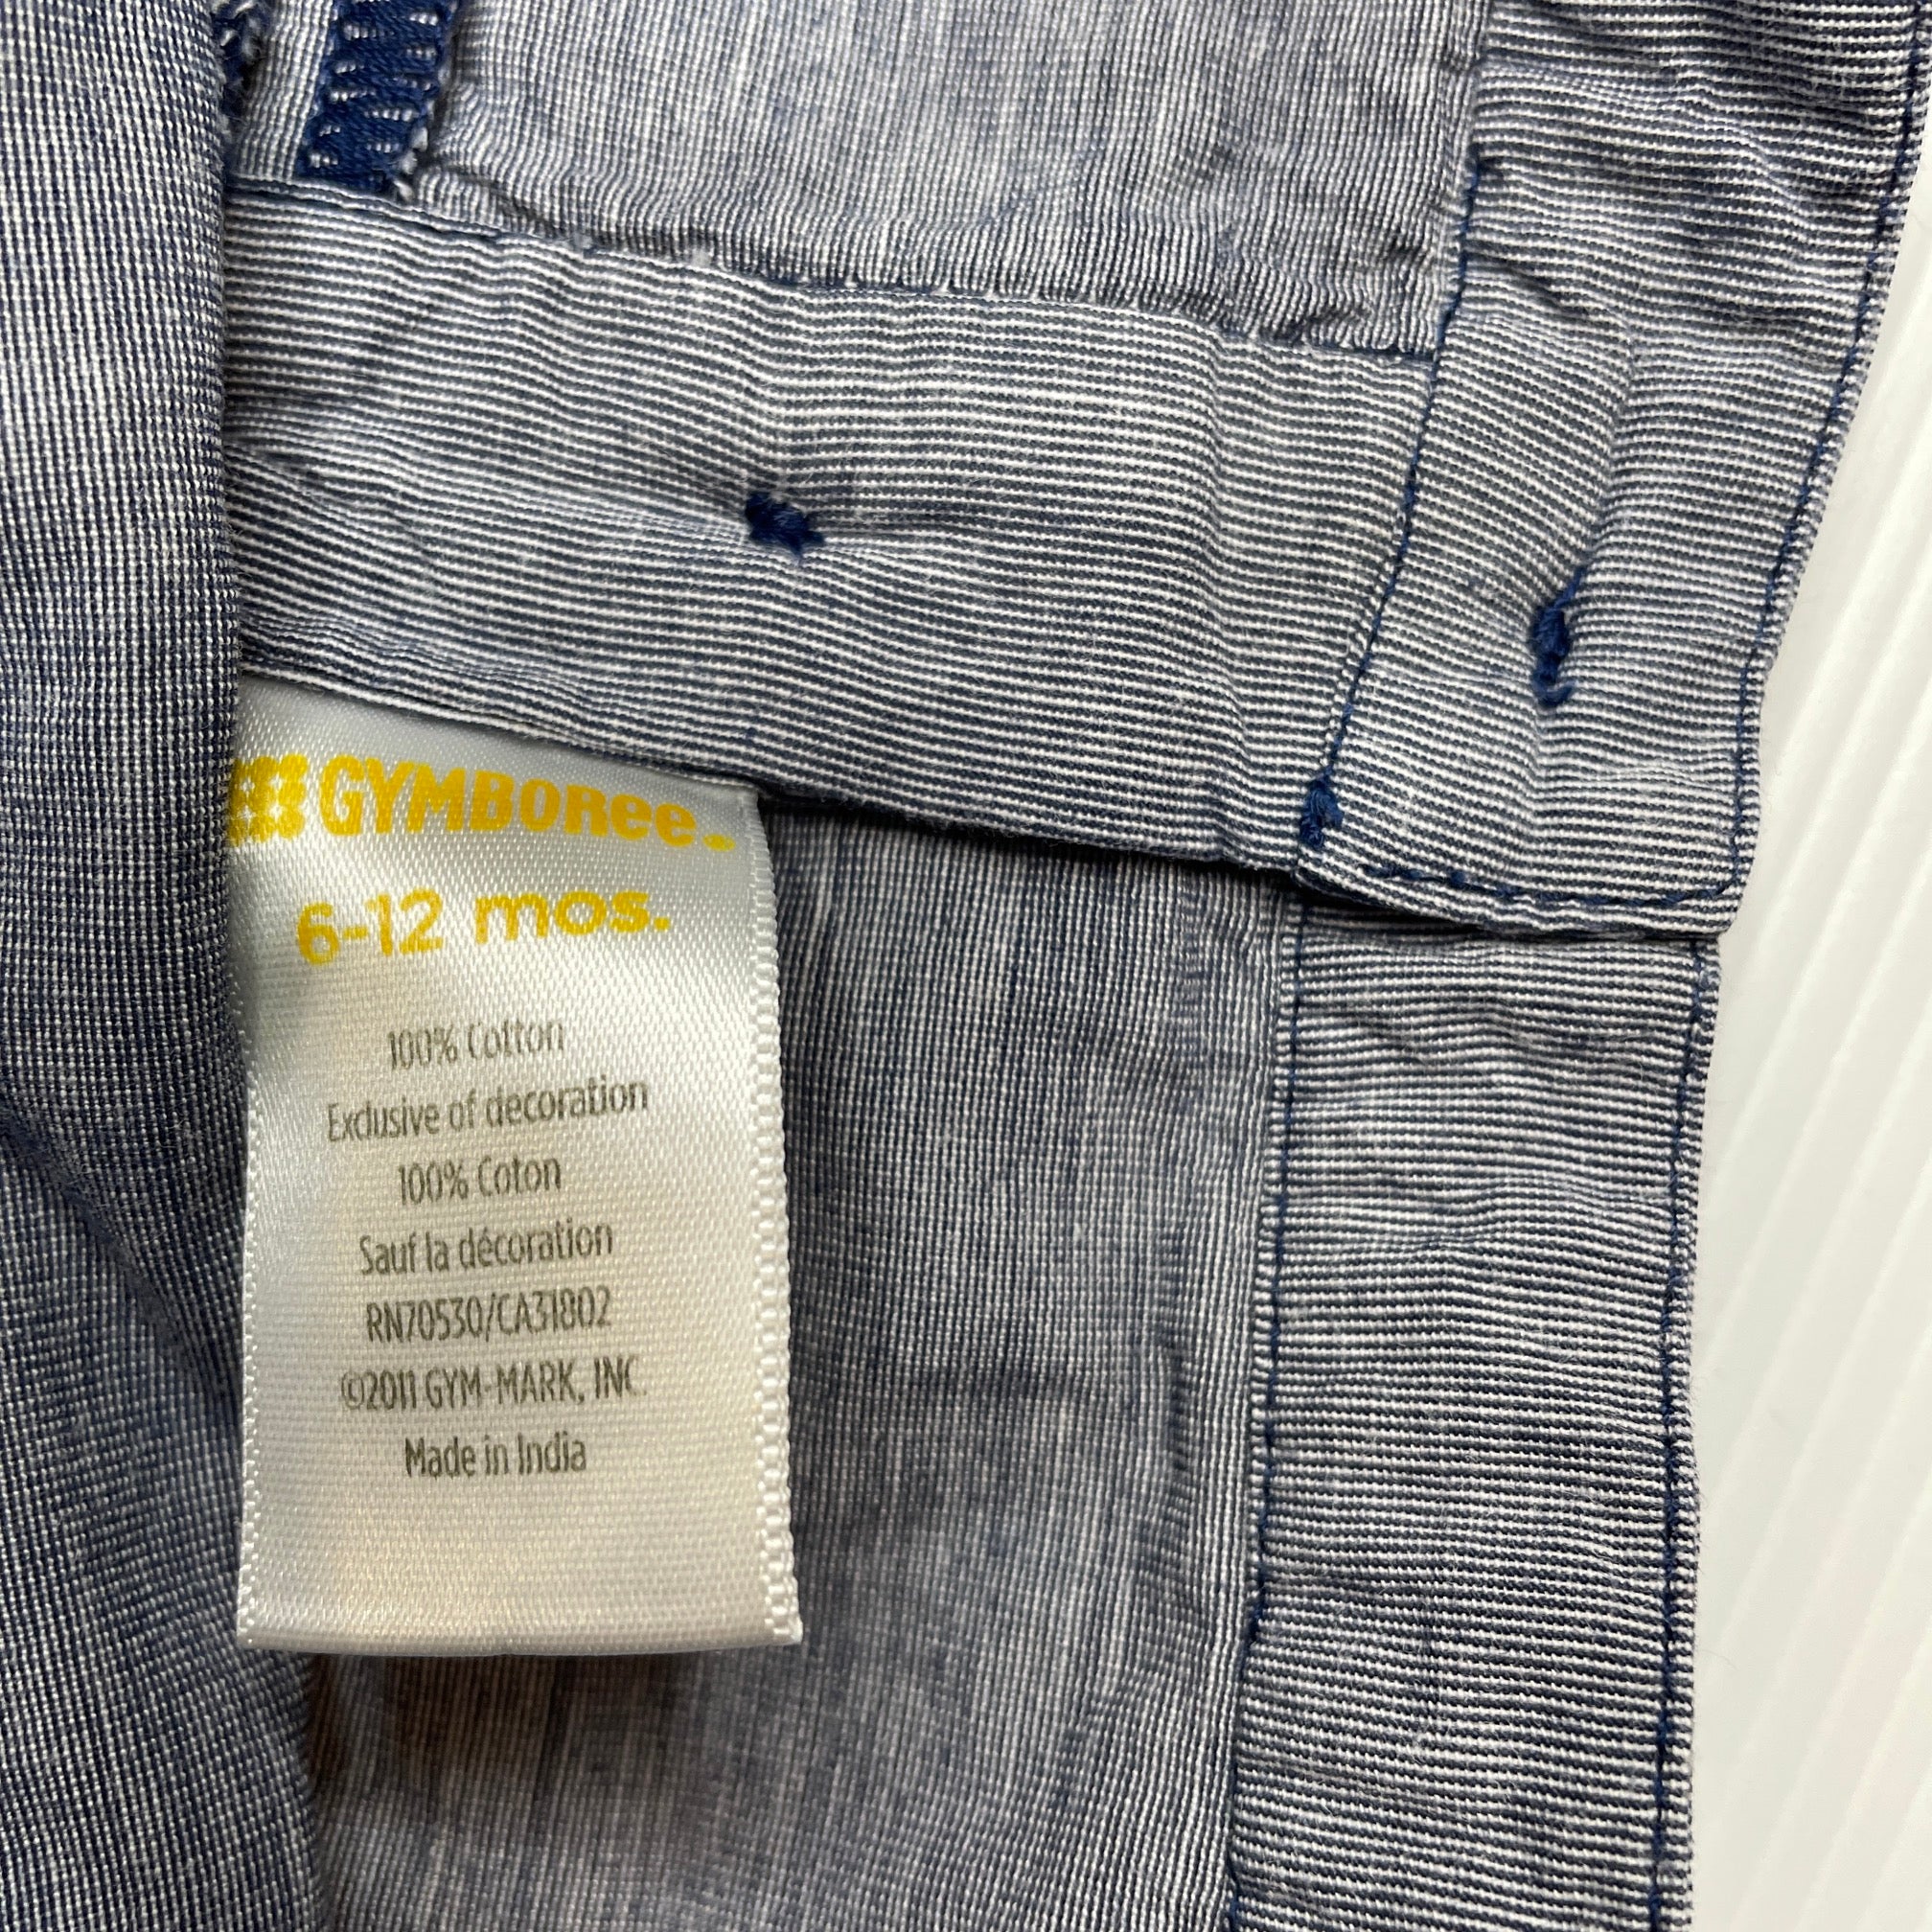 GYMBOREE.
6-12 mos.
100% Cotton
Exclusive of decoration
100% Coton
Sauf la décoration
RN70530/CA31802
©2011 GYM-MARK, INC.
Made in India